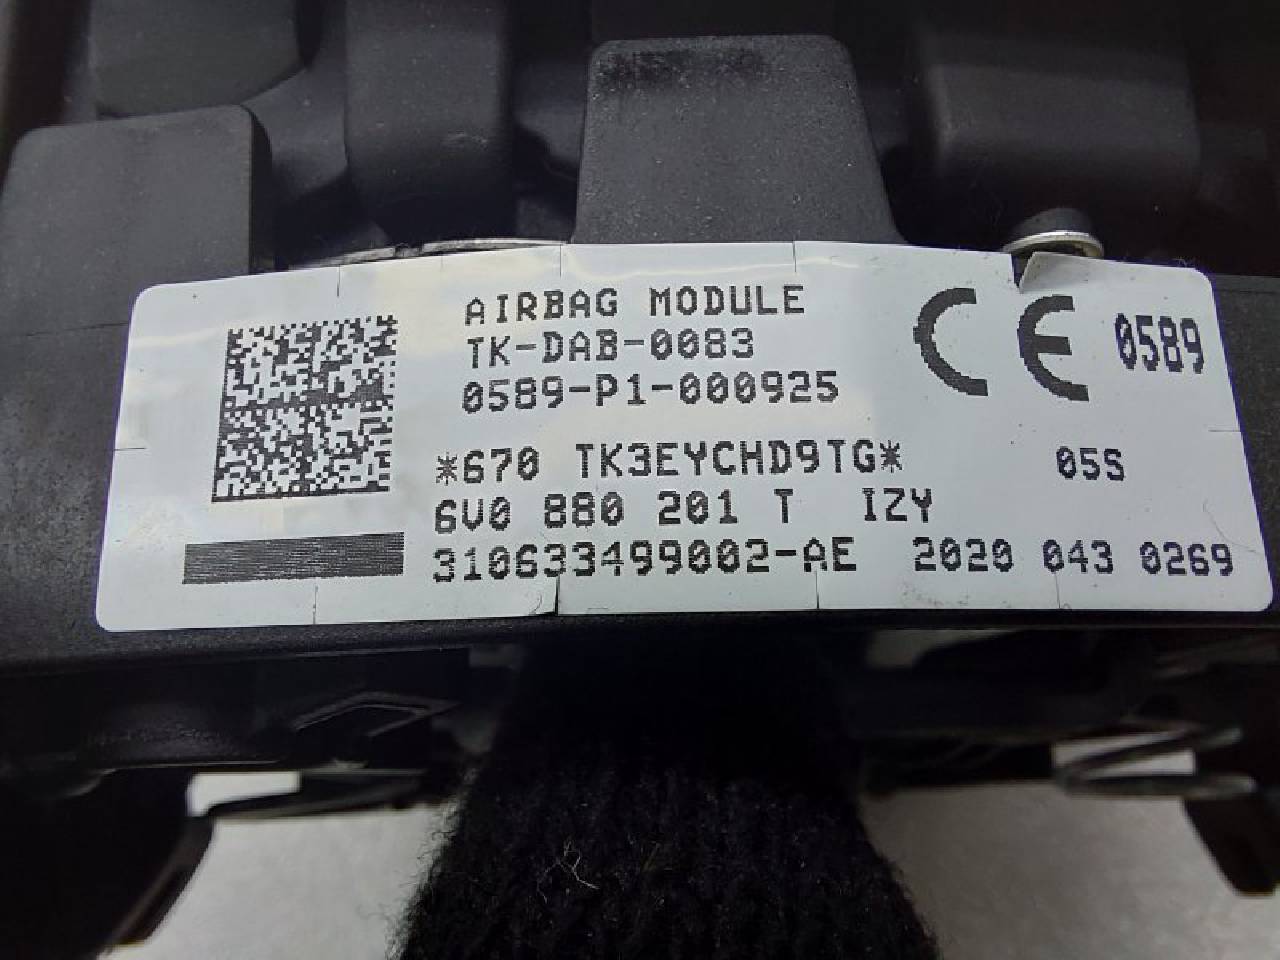 AIRBAG MODULE
TK-DAB-0083
0589-P1-000925
CE 0589
*670 TK3EYCHD9TG* 05S
6V0 880 201 T IZY
310633499002-AE 2020 043 0269